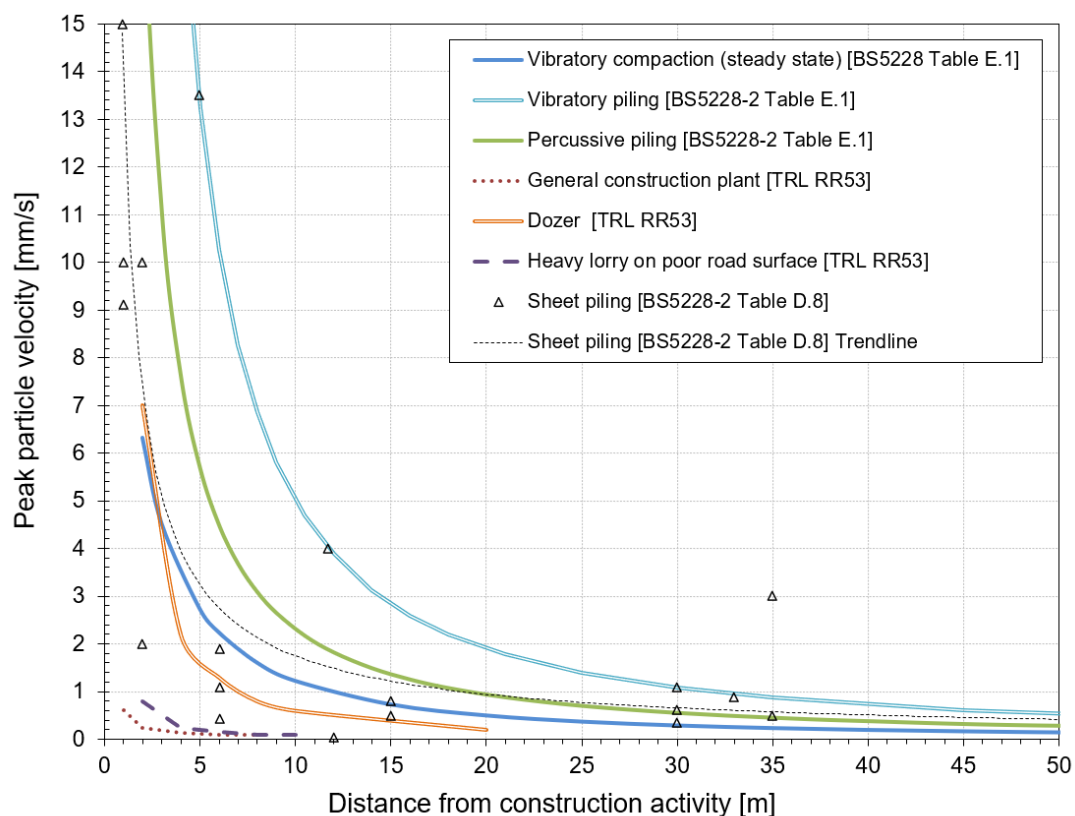 Peak particle velocity [mm/s]
15
14
13
12
11
10
9
8
7
6
5
4
3
2
1
0
Vibratory compaction (steady state) [BS5228 Table E.1]
Vibratory piling [BS5228-2 Table E.1]
Percussive piling [BS5228-2 Table E.1]
General construction plant [TRL RR53]
Dozer  [TRL RR53]
Heavy lorry on poor road surface [TRL RR53]
Sheet piling [BS5228-2 Table D.8]
Sheet piling [BS5228-2 Table D.8] Trendline
0 5 10 15 20 25 30 35 40 45 50
Distance from construction activity [m]